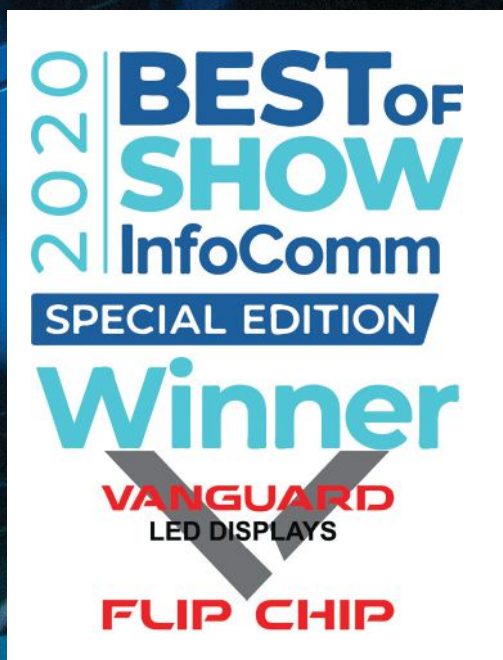 2020
BEST OF
SHOW
InfoComm
SPECIAL EDITION
Winner
VANGUARD
LED DISPLAYS
FLIP CHIP